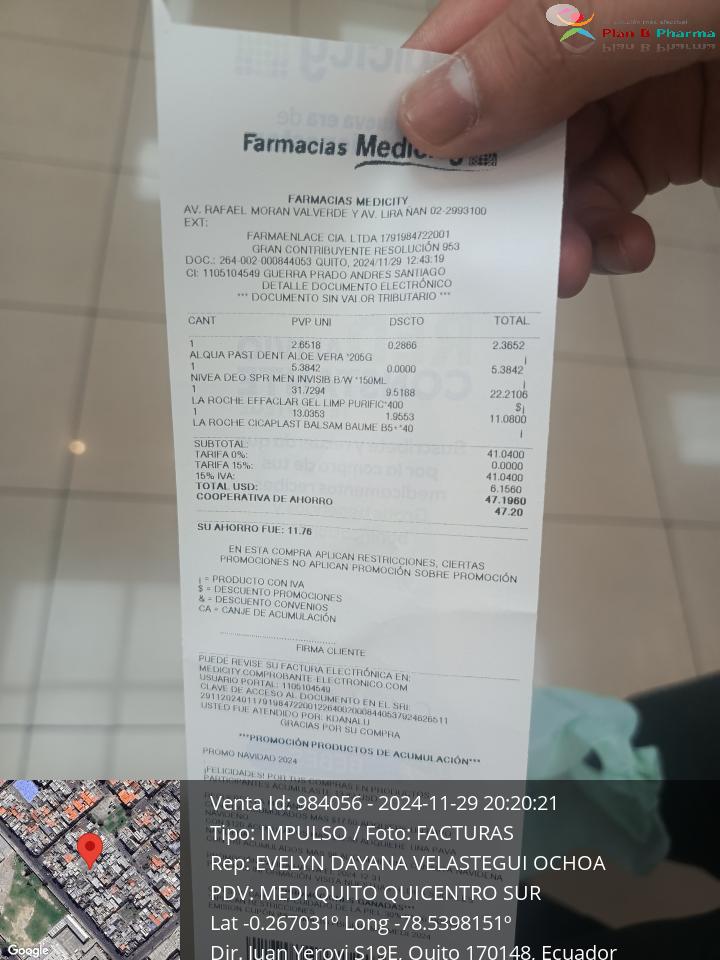 Plan B Pharma
Farmacias
FARMACIAS MEDICITY
AV. RAFAEL MORAN VALVERDE Y AV. LIRA ÑAN 02-2993100
EXT:
FARMAENLACE CIA. LTDA 1791984722001
GRAN CONTRIBUYENTE RESOLUCIÓN 953
DOC.: 264-002-000844053 QUITO, 2024/11/29 12:43:19
CI: 1105104549 GUERRA PRADO ANDRES SANTIAGO
DETALLE DOCUMENTO ELECTRÓNICO
*** DOCUMENTO SIN VALOR TRIBUTARIO ***
CANT PVP UNI DSCTO TOTAL
1 2.6518 0.2866 2.3652
ALQUA PAST DENT ALOE VERA *205G ¡
1 5.3842 0.0000 5.3842
NIVEA DEO SPR MEN INVISIB B/W *150ML ¡
1 31.7294 9.5188 22.2106
LA ROCHE EFFACLAR GEL LIMP PURIFIC*400 $¡
1 13.0353 1.9553 11.0800
LA ROCHE CICAPLAST BALSAM BAUME B5+*40 ¡
SUBTOTAL: 41.0400
TARIFA 0%: 0.0000
TARIFA 15%: 41.0400
15% IVA: 6.1560
TOTAL USD: 47.1960
COOPERATIVA DE AHORRO 47.20
SU AHORRO FUE: 11.76
EN ESTA COMPRA APLICAN RESTRICCIONES, CIERTAS
PROMOCIONES NO APLICAN PROMOCIÓN SOBRE PROMOCIÓN
¡ = PRODUCTO CON IVA
$ = DESCUENTO PROMOCIONES
& = DESCUENTO CONVENIOS
CA = CANJE DE ACUMULACIÓN
FIRMA CLIENTE
PUEDE REVISE SU FACTURA ELECTRÓNICA EN:
MEDICITY.COMPROBANTE-ELECTRONICO.COM
USUARIO PORTAL: 1105104549
CLAVE DE ACCESO AL DOCUMENTO EN EL SRI:
USTED FUE ATENDIDO POR: KDANALU
GRACIAS POR SU COMPRA
***PROMOCIÓN PRODUCTOS DE ACUMULACIÓN***
PROMO NAVIDAD 2024
¡FELICIDADES! POR TUS COMPRAS EN PRODUCTOS
Venta Id: 984056 - 2024-11-29 20:20:21
Tipo: IMPULSO / Foto: FACTURAS
Rep: EVELYN DAYANA VELASTEGUI OCHOA
PDV: MEDI QUITO QUICENTRO SUR
Lat -0.267031º Long -78.5398151º
Dir. Juan Yerovi S19E, Quito 170148, Ecuador
Google